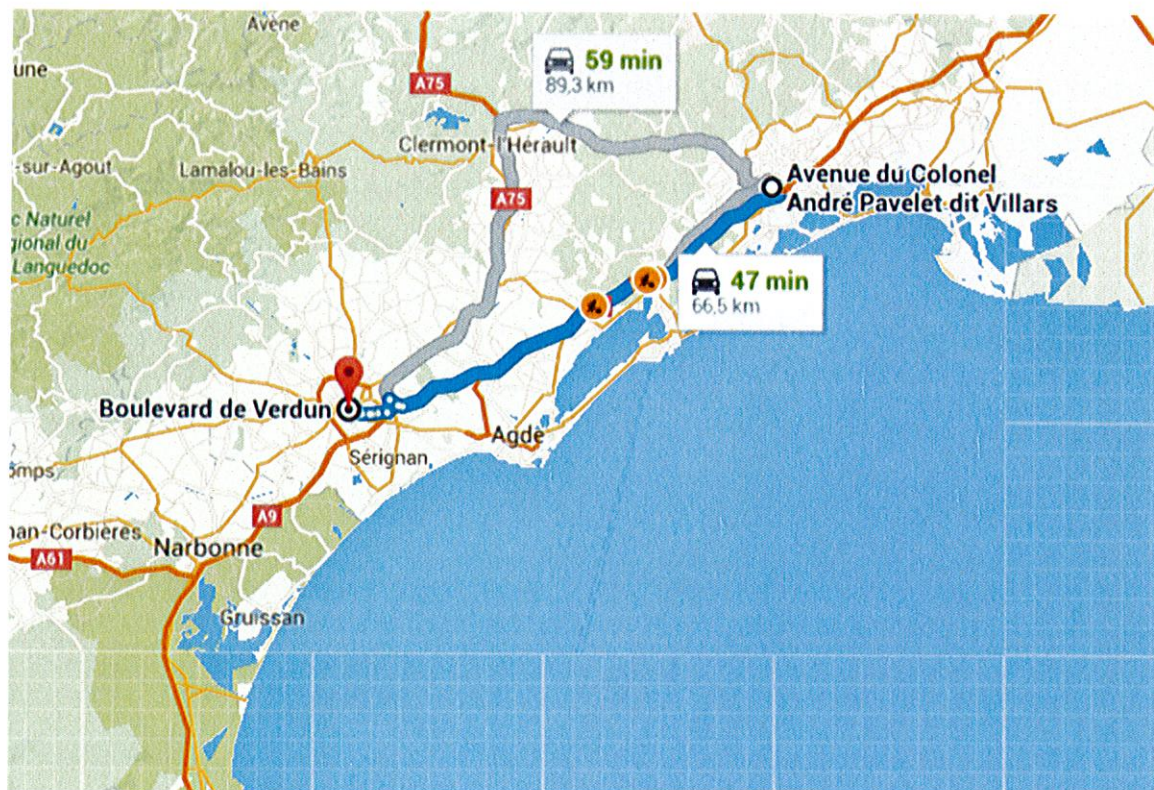 Avène
une
59 min
89,3 km
A75
Clermont-l'Hérault
-sur-Agout
Lamalou-les-Bains
A75
Avenue du Colonel
André Pavelet dit Villars
c Naturel
gional du
Languedoc
47 min
66,5 km
Boulevard de Verdun
Agde
Sérignan
omps
A9
nan-Corbières
Narbonne
A61
Gruissan